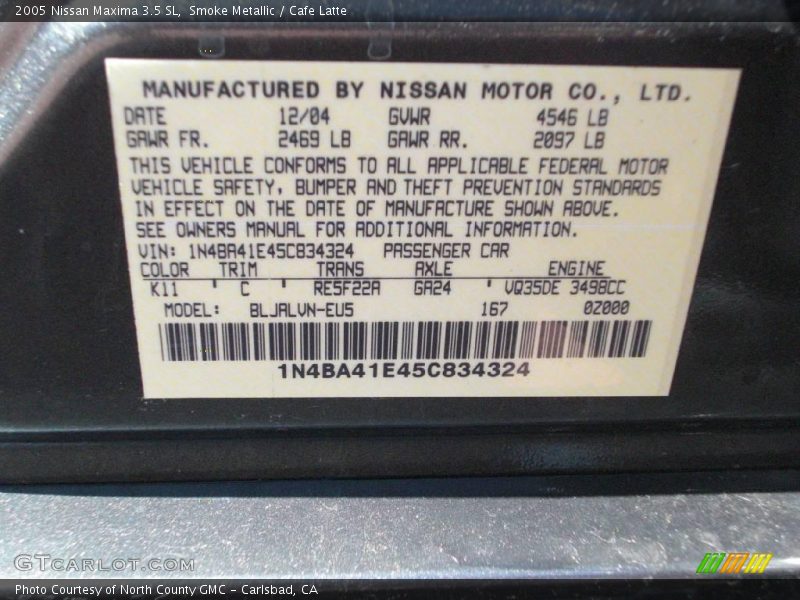 2005 Nissan Maxima 3.5 SL, Smoke Metallic / Cafe Latte
MANUFACTURED BY NISSAN MOTOR CO., LTD.
DATE 12/04 GVWR 4546 LB
GAWR FR. 2469 LB GAWR RR. 2097 LB
THIS VEHICLE CONFORMS TO ALL APPLICABLE FEDERAL MOTOR
VEHICLE SAFETY, BUMPER AND THEFT PREVENTION STANDARDS
IN EFFECT ON THE DATE OF MANUFACTURE SHOWN ABOVE.
SEE OWNERS MANUAL FOR ADDITIONAL INFORMATION.
VIN: 1N4BA41E45C834324 PASSENGER CAR
COLOR TRIM TRANS AXLE ENGINE
K11 ' C ' RE5F22A GA24 ' VQ35DE 3498CC
MODEL: BLJALVN-EU5 167 0Z000
1N4BA41E45C834324
GTCARLOT.COM
Photo Courtesy of North County GMC - Carlsbad, CA